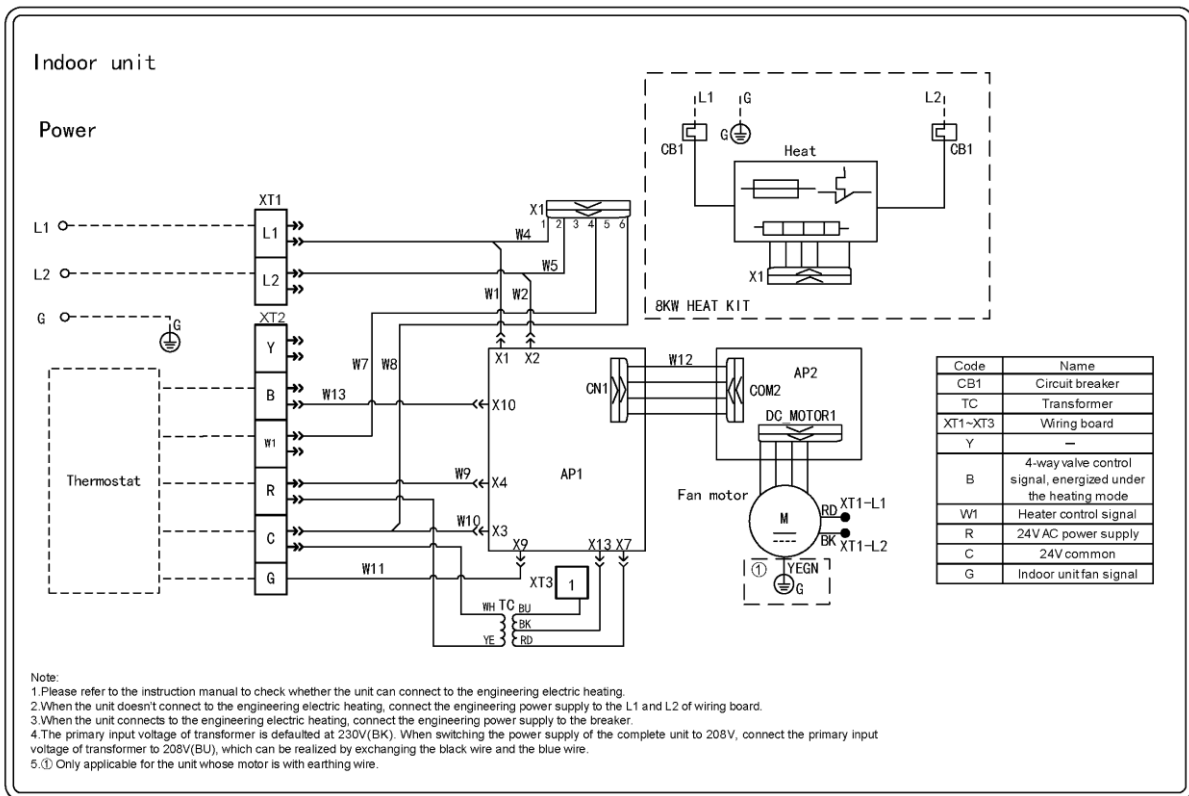 Indoor unit
Power
L1
L2
G
G
XT1
L1
L2
XT2
Y
B
W1
R
C
G
Thermostat
W13
W7
W8
W9
W10
W11
X1
1 2 3 4 5 6
W4
W5
W1
W2
X1
X2
X10
X4
X3
AP1
CN1
X9
X13
X7
XT3
1
WH
TC
BU
BK
YE
RD
W12
COM2
AP2
DC_MOTOR1
Fan motor
M
RD
XT1-L1
BK
XT1-L2
①
YEGN
G
L1
G
L2
G
CB1
CB1
Heat
X1
8KW HEAT KIT
Code Name
CB1 Circuit breaker
TC Transformer
XT1~XT3 Wiring board
Y —
B 4-way valve control
signal, energized under
the heating mode
W1 Heater control signal
R 24V AC power supply
C 24V common
G Indoor unit fan signal
Note:
1.Please refer to the instruction manual to check whether the unit can connect to the engineering electric heating.
2.When the unit doesn't connect to the engineering electric heating, connect the engineering power supply to the L1 and L2 of wiring board.
3.When the unit connects to the engineering electric heating, connect the engineering power supply to the breaker.
4.The primary input voltage of transformer is defaulted at 230V(BK). When switching the power supply of the complete unit to 208V, connect the primary input
voltage of transformer to 208V(BU), which can be realized by exchanging the black wire and the blue wire.
5.① Only applicable for the unit whose motor is with earthing wire.